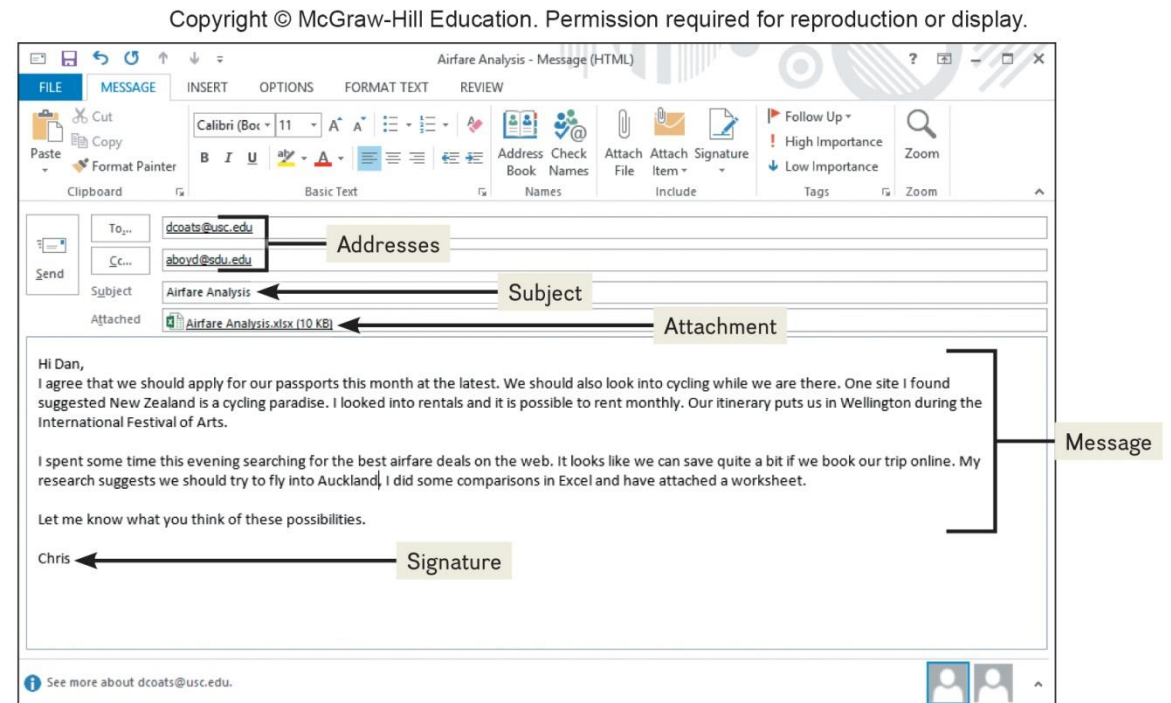 Copyright © McGraw-Hill Education. Permission required for reproduction or display.
Airfare Analysis - Message (HTML)
FILE MESSAGE INSERT OPTIONS FORMAT TEXT REVIEW
Paste
Cut
Copy
Format Painter
Clipboard
Calibri (Boc 11
B I U
Basic Text
Address Book
Check Names
Names
Attach File
Attach Item
Signature
Include
Follow Up
High Importance
Low Importance
Tags
Zoom
Zoom
Send
To... dcoats@usc.edu
Cc... aboyd@sdu.edu
Addresses
Subject Airfare Analysis
Subject
Attached Airfare Analysis.xlsx (10 KB)
Attachment
Hi Dan,
I agree that we should apply for our passports this month at the latest. We should also look into cycling while we are there. One site I found
suggested New Zealand is a cycling paradise. I looked into rentals and it is possible to rent monthly. Our itinerary puts us in Wellington during the
International Festival of Arts.
I spent some time this evening searching for the best airfare deals on the web. It looks like we can save quite a bit if we book our trip online. My
research suggests we should try to fly into Auckland, I did some comparisons in Excel and have attached a worksheet.
Let me know what you think of these possibilities.
Message
Chris
Signature
See more about dcoats@usc.edu.